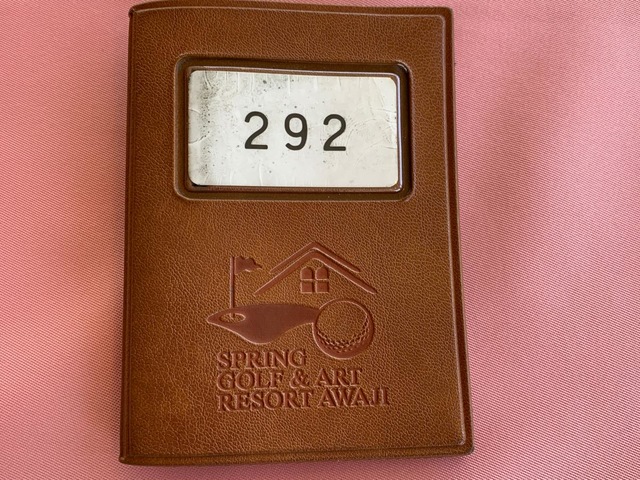 292
SPRING
GOLF & ART
RESORT AWAJI